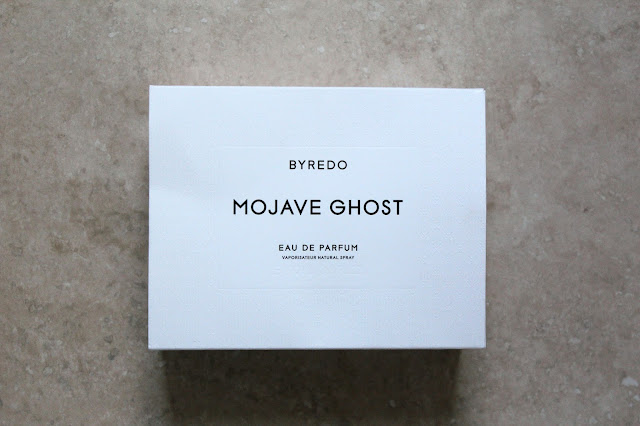 BYREDO
MOJAVE GHOST
EAU DE PARFUM
VAPORISATEUR NATURAL SPRAY